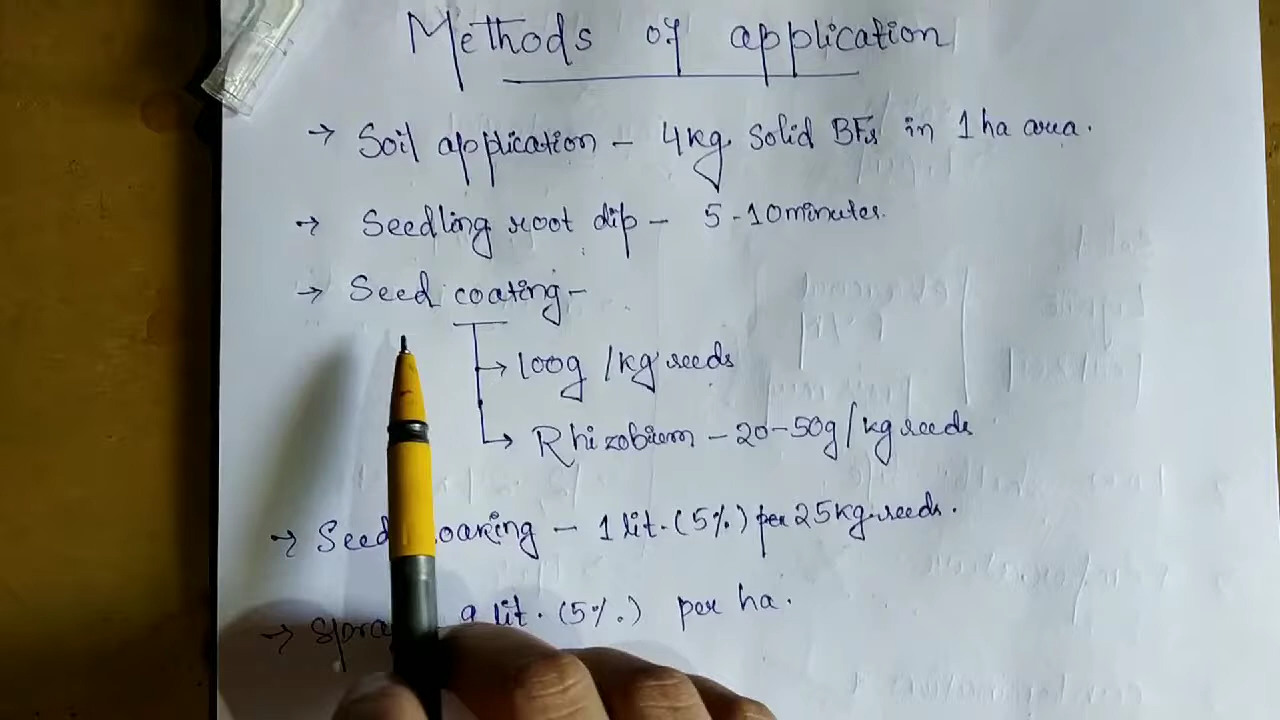 Methods of application
→ Soil application - 4kg solid BFs in 1 ha area.
→ Seedling root dip - 5-10 minutes.
→ Seed coating -
→ 100g /kg seeds
→ Rhizobium - 20-50g/kg seeds
→ Seed oaking - 1 lit. (5%) per 25kg seeds.
→ Spra lit. (5%) per ha.